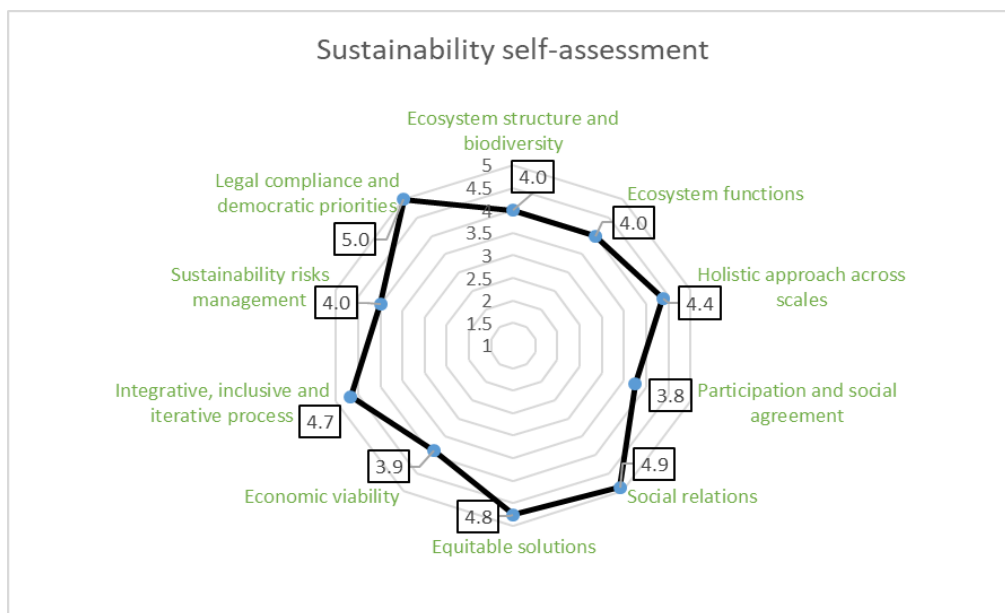 Sustainability self-assessment
Ecosystem structure and
biodiversity
5
4.5
4
3.5
3
2.5
2
1.5
1
4.0
Ecosystem functions
4.0
Holistic approach across
scales
4.4
Participation and social
agreement
3.8
4.9
Social relations
4.8
Equitable solutions
3.9
Economic viability
Integrative, inclusive and
iterative process
4.7
Sustainability risks
management
4.0
Legal compliance and
democratic priorities
5.0